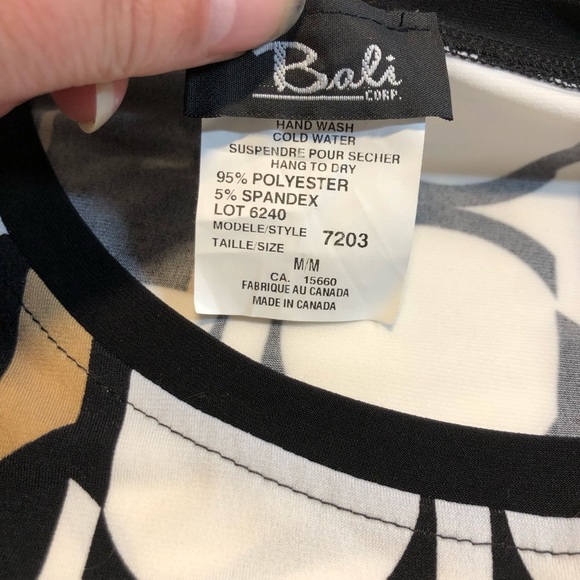 Bali
CORP.
HAND WASH
COLD WATER
SUSPENDRE POUR SECHER
HANG TO DRY
95% POLYESTER
5% SPANDEX
LOT 6240
MODELE/STYLE 7203
TAILLE/SIZE
M/M
CA. 15660
FABRIQUE AU CANADA
MADE IN CANADA